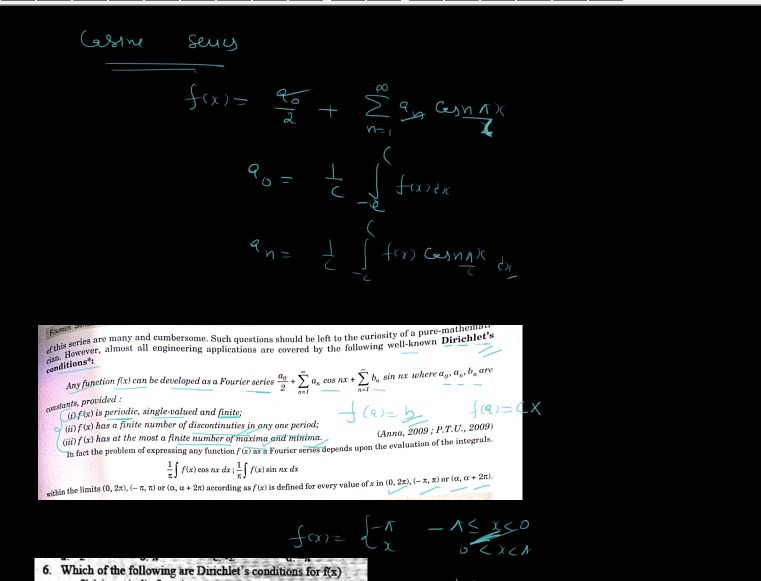 Cosine series
f(x) = a0/2 + ∞ Σ n=1 an cos nπx/c
a0 = 1/c ∫ -c c f(x) dx
an = 1/c ∫ -c c f(x) cos nπx/c dx
of this series are many and cumbersome. Such questions should be left to the curiosity of a pure-mathemati-
cian. However, almost all engineering applications are covered by the following well-known Dirichlet's
conditions*:
Any function f(x) can be developed as a Fourier series a0/2 + ∞ Σ n=1 an cos nx + ∞ Σ n=1 bn sin nx where a0, an, bn are
constants, provided :
(i) f(x) is periodic, single-valued and finite;
f(a) = b f(a) = c x
(ii) f(x) has a finite number of discontinuties in any one period;
(iii) f(x) has at the most a finite number of maxima and minima. (Anna, 2009 ; P.T.U., 2009)
In fact the problem of expressing any function f(x) as a Fourier series depends upon the evaluation of the integrals.
1/π ∫ f(x) cos nx dx ; 1/π ∫ f(x) sin nx dx
within the limits (0, 2π), (– π, π) or (α, α + 2π) according as f(x) is defined for every value of x in (0, 2π), (– π, π) or (α, α + 2π).
f(x) = { -π -π ≤ x ≤ 0
x 0 < x < π
6. Which of the following are Dirichlet's conditions for f(x)